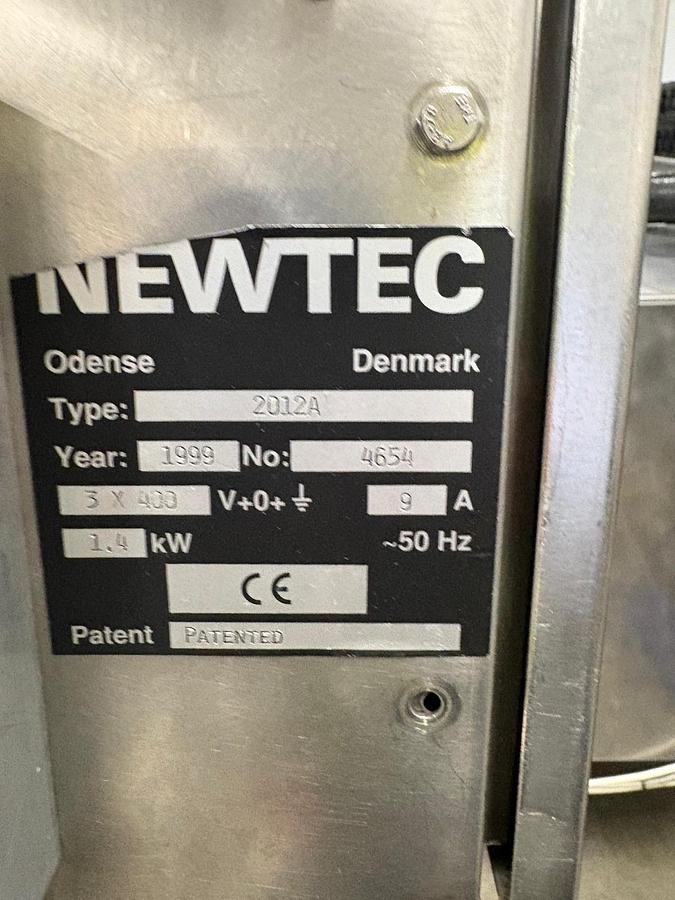 NEWTEC
Odense Denmark
Type: 2012A
Year: 1999 No: 4654
3 X 400 V+0+⏚ 9 A
1.4 kW ~50 Hz
CE
Patent PATENTED